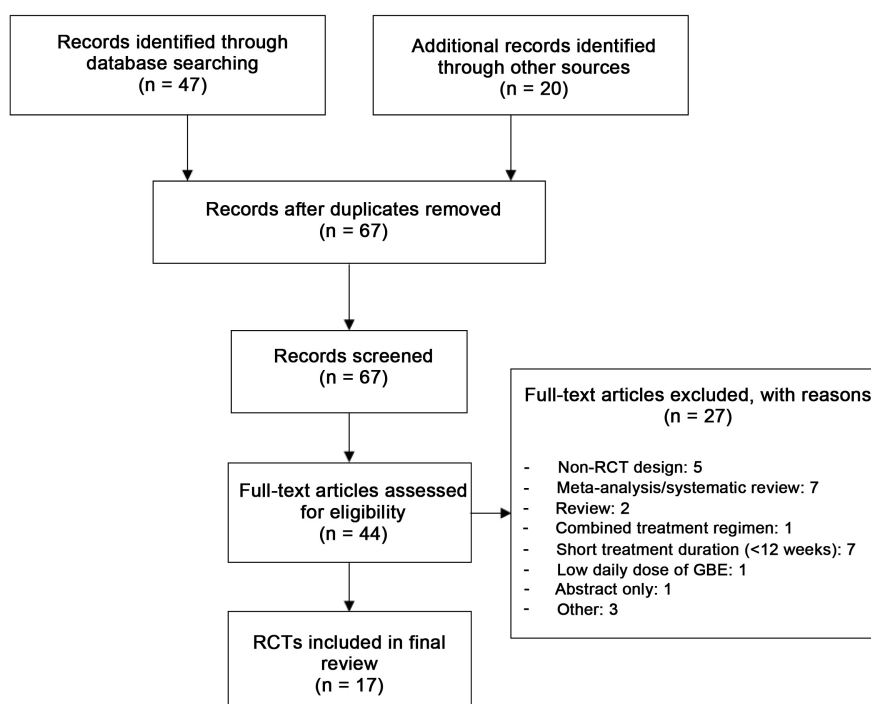 Records identified through
database searching
(n = 47)
Additional records identified
through other sources
(n = 20)
Records after duplicates removed
(n = 67)
Records screened
(n = 67)
Full-text articles assessed
for eligibility
(n = 44)
Full-text articles excluded, with reasons
(n = 27)
- Non-RCT design: 5
- Meta-analysis/systematic review: 7
- Review: 2
- Combined treatment regimen: 1
- Short treatment duration (<12 weeks): 7
- Low daily dose of GBE: 1
- Abstract only: 1
- Other: 3
RCTs included in final
review
(n = 17)